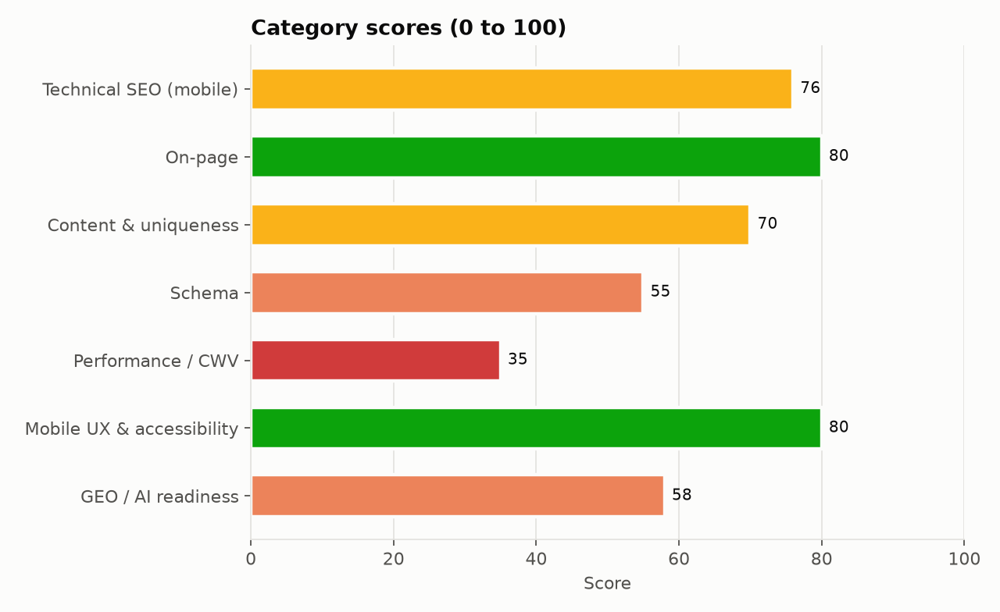 Category scores (0 to 100)
Technical SEO (mobile) 76
On-page 80
Content & uniqueness 70
Schema 55
Performance / CWV 35
Mobile UX & accessibility 80
GEO / AI readiness 58
0 20 40 60 80 100
Score